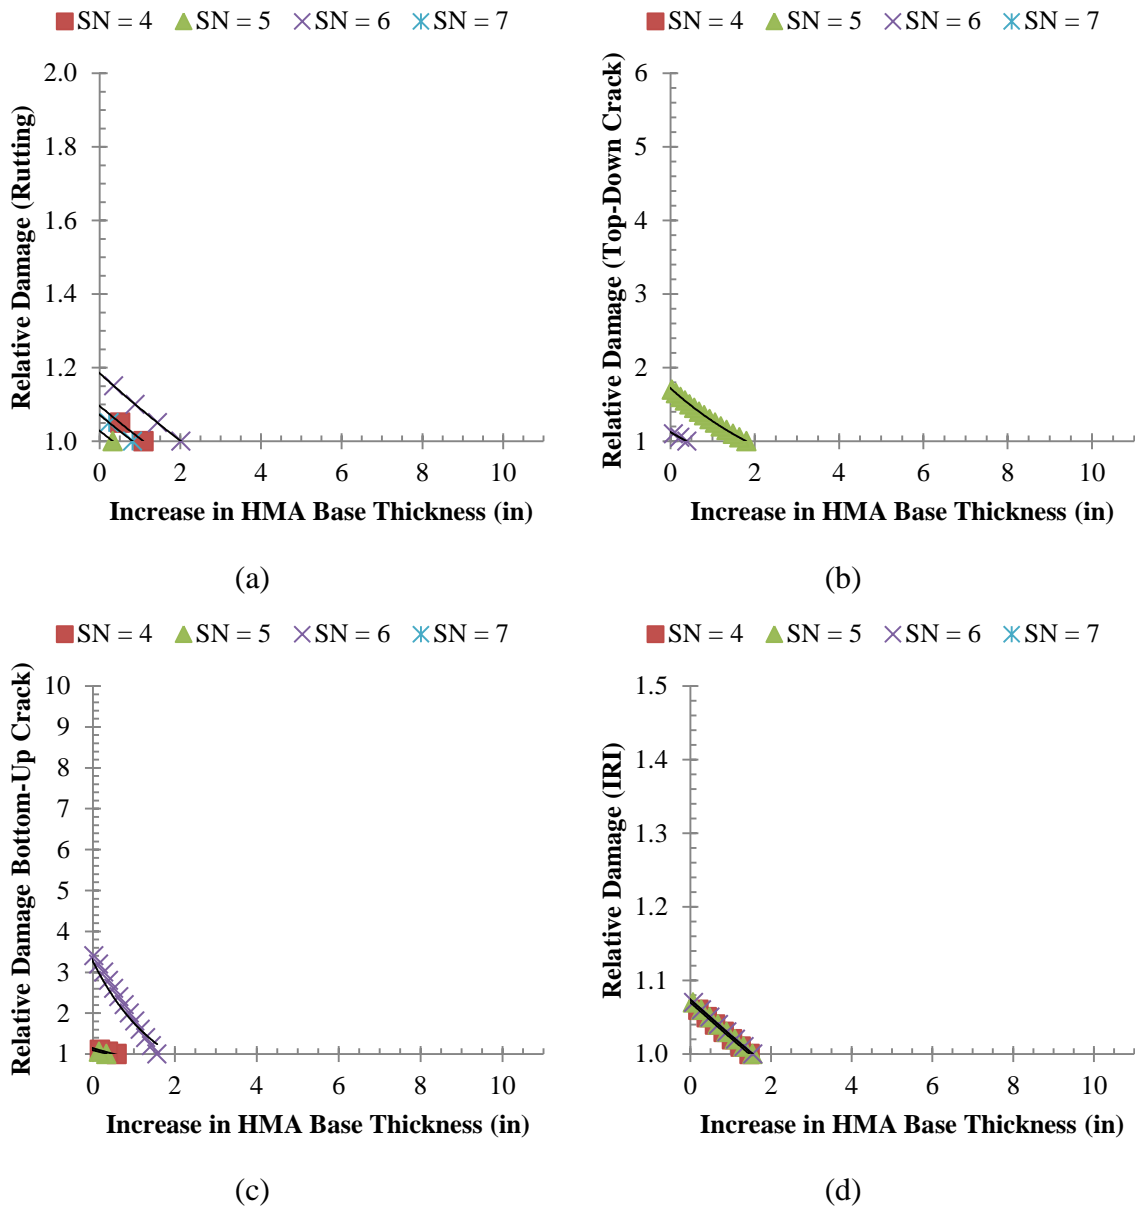 SN = 4 SN = 5 SN = 6 SN = 7
Relative Damage (Rutting)
2.0
1.8
1.6
1.4
1.2
1.0
0 2 4 6 8 10
Increase in HMA Base Thickness (in)
(a)
SN = 4 SN = 5 SN = 6 SN = 7
Relative Damage (Top-Down Crack)
6
5
4
3
2
1
0 2 4 6 8 10
Increase in HMA Base Thickness (in)
(b)
SN = 4 SN = 5 SN = 6 SN = 7
Relative Damage Bottom-Up Crack)
10
9
8
7
6
5
4
3
2
1
0 2 4 6 8 10
Increase in HMA Base Thickness (in)
(c)
SN = 4 SN = 5 SN = 6 SN = 7
Relative Damage (IRI)
1.5
1.4
1.3
1.2
1.1
1.0
0 2 4 6 8 10
Increase in HMA Base Thickness (in)
(d)